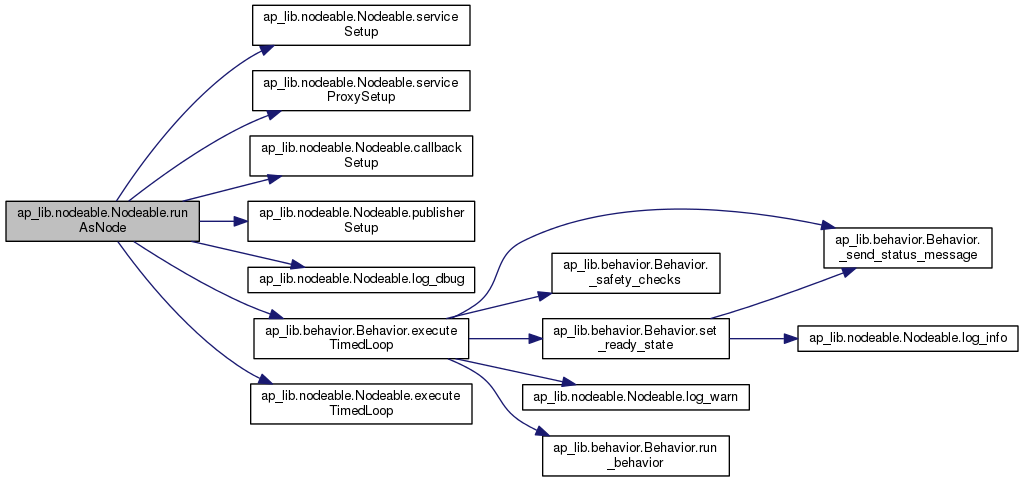 ap_lib.nodeable.Nodeable.run
AsNode
ap_lib.nodeable.Nodeable.service
Setup
ap_lib.nodeable.Nodeable.service
ProxySetup
ap_lib.nodeable.Nodeable.callback
Setup
ap_lib.nodeable.Nodeable.publisher
Setup
ap_lib.nodeable.Nodeable.log_dbug
ap_lib.behavior.Behavior.execute
TimedLoop
ap_lib.nodeable.Nodeable.execute
TimedLoop
ap_lib.behavior.Behavior.
_safety_checks
ap_lib.behavior.Behavior.set
_ready_state
ap_lib.nodeable.Nodeable.log_warn
ap_lib.behavior.Behavior.run
_behavior
ap_lib.behavior.Behavior.
_send_status_message
ap_lib.nodeable.Nodeable.log_info